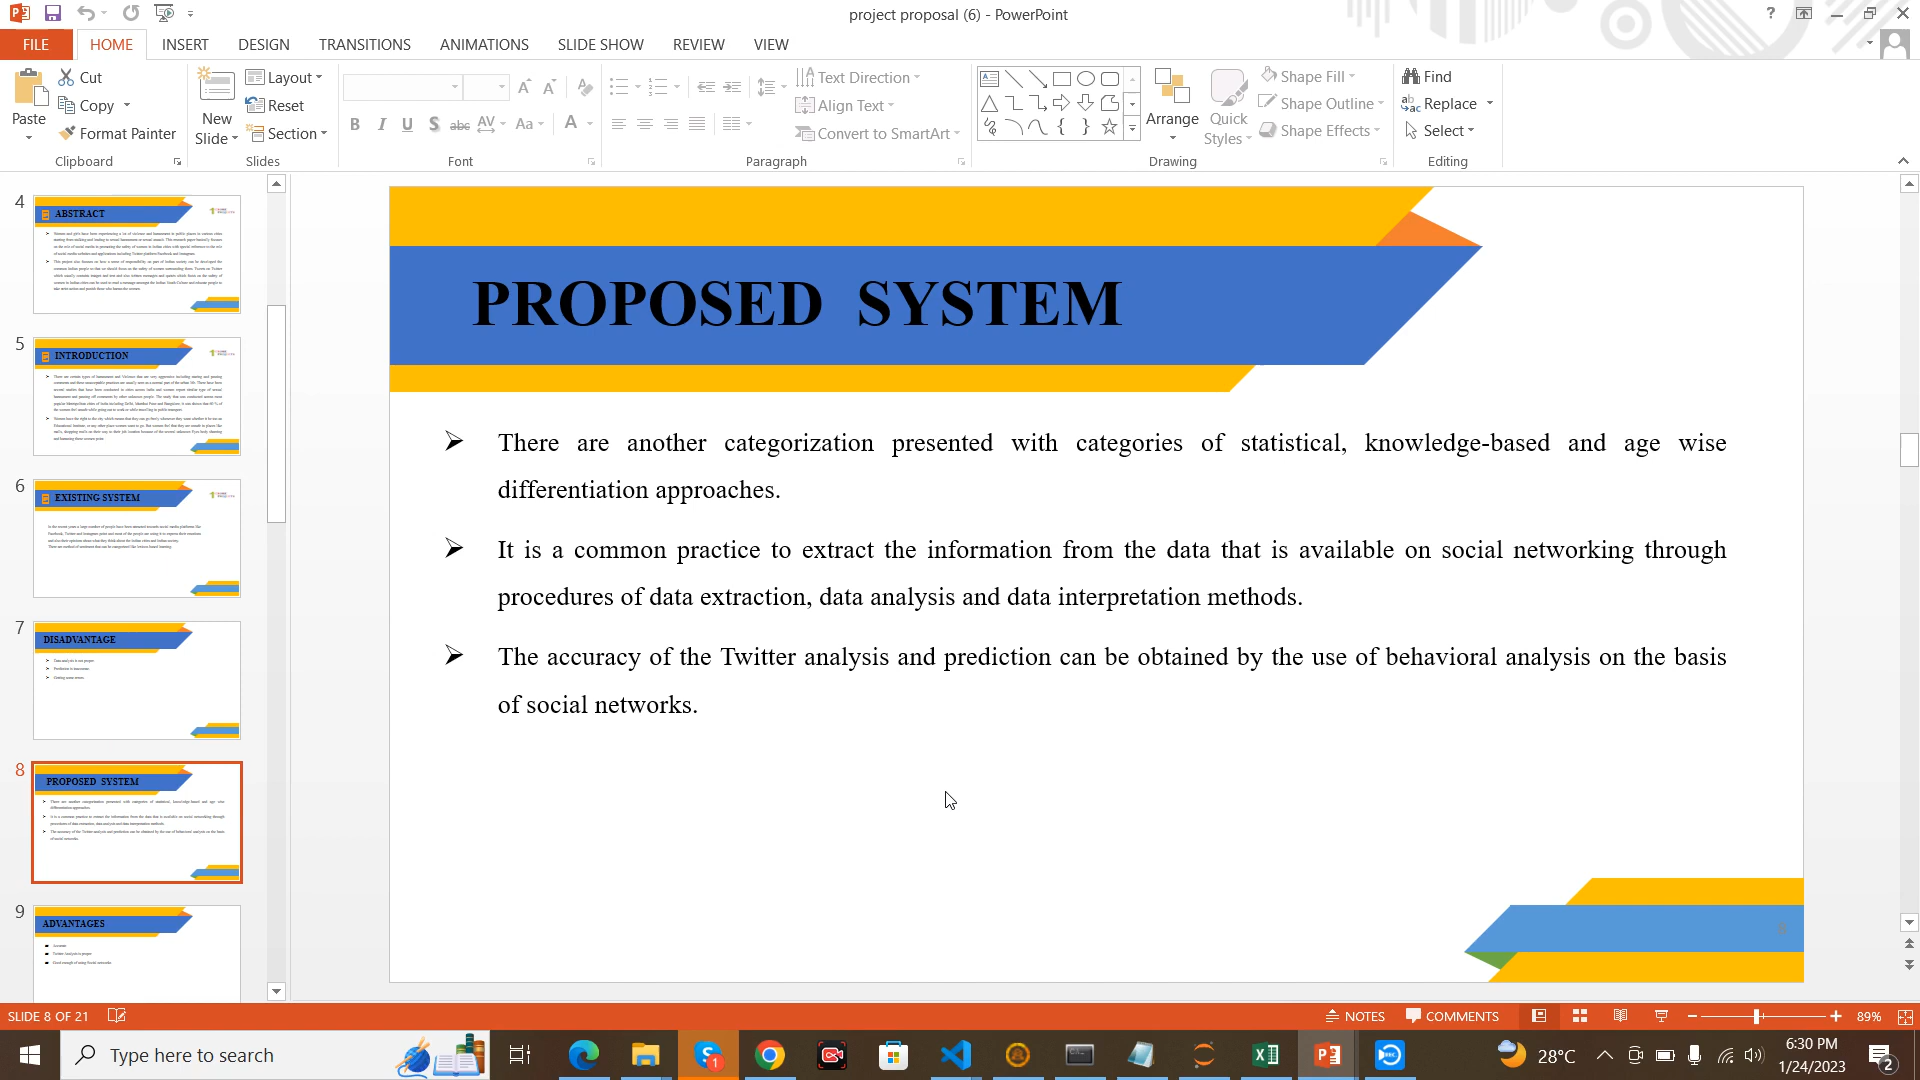 project proposal (6) - PowerPoint
?
FILE
HOME
INSERT
DESIGN
TRANSITIONS
ANIMATIONS
SLIDE SHOW
REVIEW
VIEW
Paste
Cut
Copy
Format Painter
Clipboard
New
Slide
Layout
Reset
Section
Slides
B I U S abc AV Aa A
Font
Text Direction
Align Text
Convert to SmartArt
Paragraph
Arrange
Quick
Styles
Shape Fill
Shape Outline
Shape Effects
Drawing
Find
Replace
Select
Editing
4
ABSTRACT
5
INTRODUCTION
6
EXISTING SYSTEM
7
DISADVANTAGE
8
PROPOSED SYSTEM
9
ADVANTAGES
PROPOSED SYSTEM
There are another categorization presented with categories of statistical, knowledge-based and age wise
differentiation approaches.
It is a common practice to extract the information from the data that is available on social networking through
procedures of data extraction, data analysis and data interpretation methods.
The accuracy of the Twitter analysis and prediction can be obtained by the use of behavioral analysis on the basis
of social networks.
8
SLIDE 8 OF 21
NOTES
COMMENTS
89%
Type here to search
1
28°C
6:30 PM
1/24/2023
2